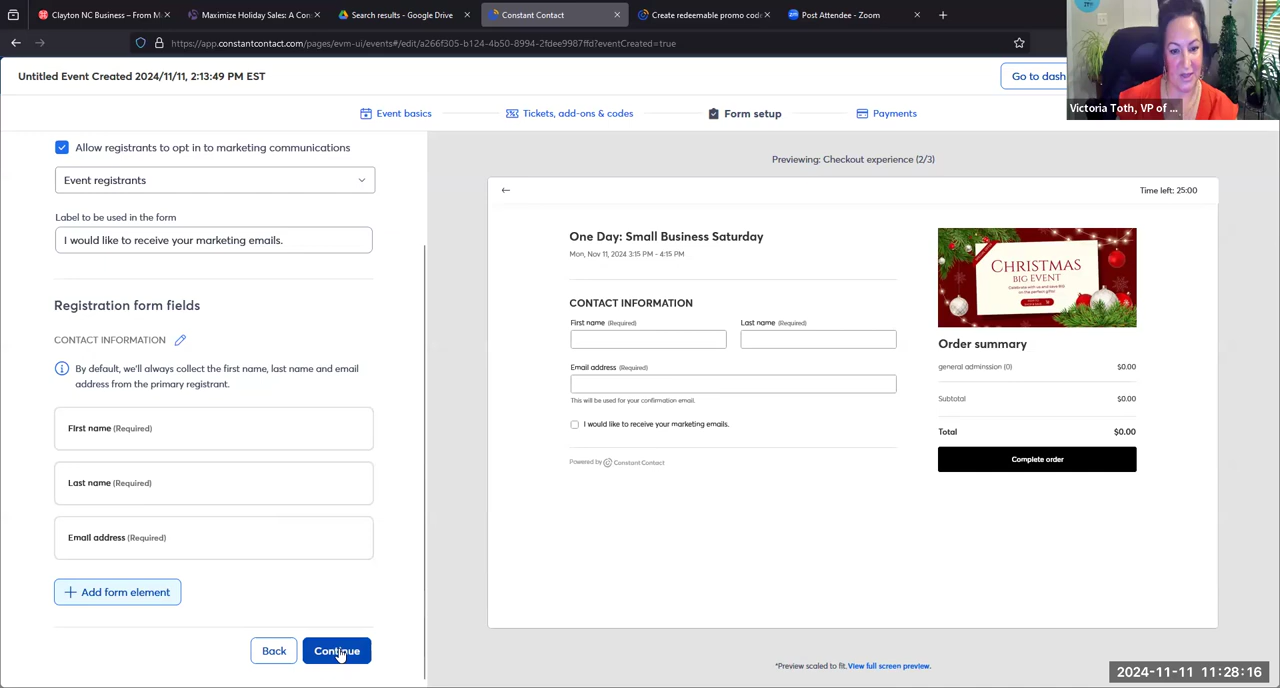 Clayton NC Business – From M
Maximize Holiday Sales: A Con
Search results - Google Drive
Constant Contact
Create redeemable promo code
Post Attendee - Zoom
https://app.constantcontact.com/pages/evm-ui/events#/edit/a266f305-b124-4b50-8994-2fdee9987ffd?eventCreated=true
Untitled Event Created 2024/11/11, 2:13:49 PM EST
Go to dash
Victoria Toth, VP of ...
Event basics
Tickets, add-ons & codes
Form setup
Payments
Allow registrants to opt in to marketing communications
Event registrants
Label to be used in the form
I would like to receive your marketing emails.
Registration form fields
CONTACT INFORMATION
By default, we'll always collect the first name, last name and email
address from the primary registrant.
First name (Required)
Last name (Required)
Email address (Required)
Add form element
Back
Continue
Previewing: Checkout experience (2/3)
Time left: 25:00
One Day: Small Business Saturday
Mon, Nov 11, 2024 3:15 PM - 4:15 PM
CONTACT INFORMATION
First name (Required)
Last name (Required)
Email address (Required)
This will be used for your confirmation email.
I would like to receive your marketing emails.
Powered by Constant Contact
CHRISTMAS
BIG EVENT
Order summary
general adminssion (0)
$0.00
Subtotal
$0.00
Total
$0.00
Complete order
*Preview scaled to fit. View full screen preview.
2024-11-11 11:28:16